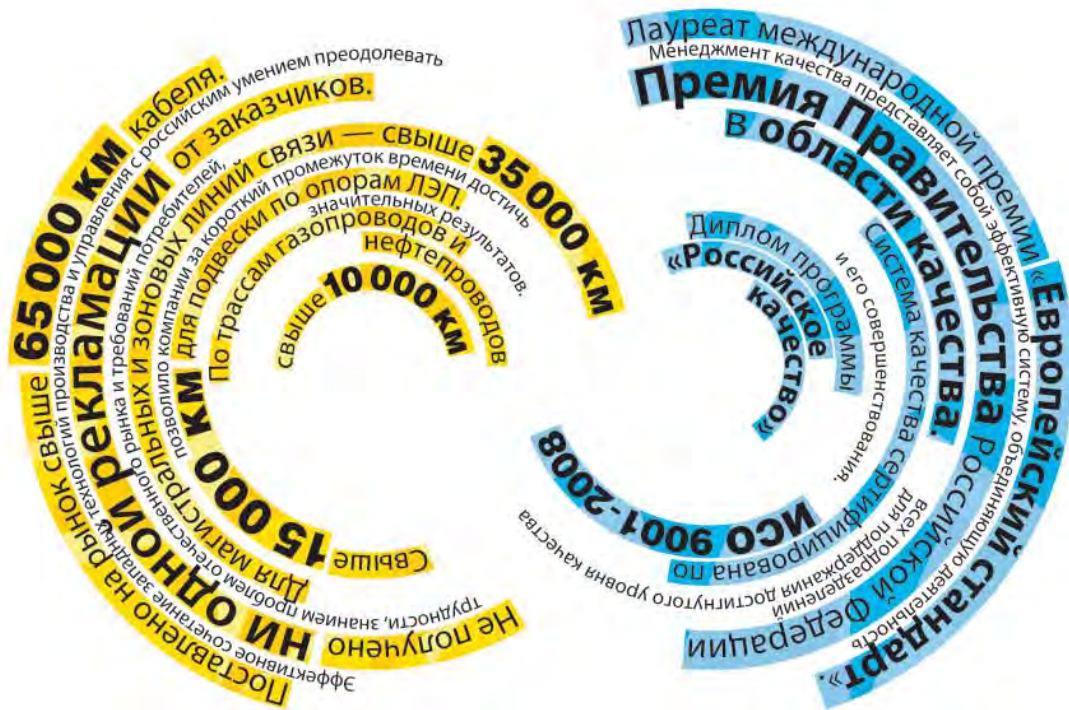 Поставлено на рынок свыше 65 000 км кабеля.
Эффективное сочетание западных технологий производства и управления с российским умением преодолевать
Не получено ни одной рекламации от заказчиков.
трудности, знанием проблем отечественного рынка и требований потребителей,
Для магистральных и зоновых линий связи — свыше 35 000 км
позволило компании за короткий промежуток времени достичь
Свыше 15 000 км для подвески по опорам ЛЭП.
значительных результатов.
По трассам газопроводов и
нефтепроводов
свыше 10 000 км
Лауреат международной премии «Европейский стандарт».
Менеджмент качества представляет собой эффективную систему, объединяющую деятельность
Премия Правительства Российской Федерации
всех подразделений
в области качества.
для поддержания достигнутого уровня качества
Система качества сертифицирована по
ИСО 9001-2008
и его совершенствования.
Диплом программы
«Российское
качество»